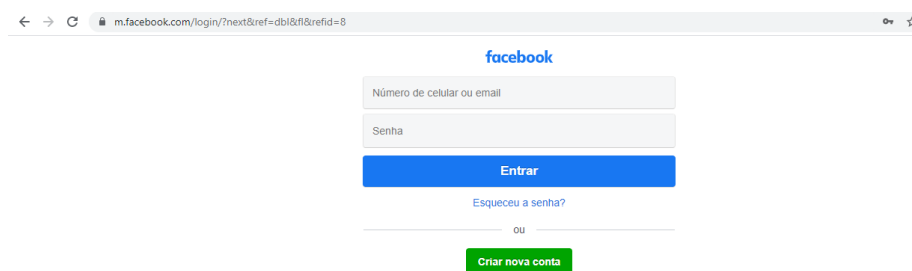 m.facebook.com/login/?next&ref=dbl&fl&refid=8
facebook
Número de celular ou email
Senha
Entrar
Esqueceu a senha?
ou
Criar nova conta